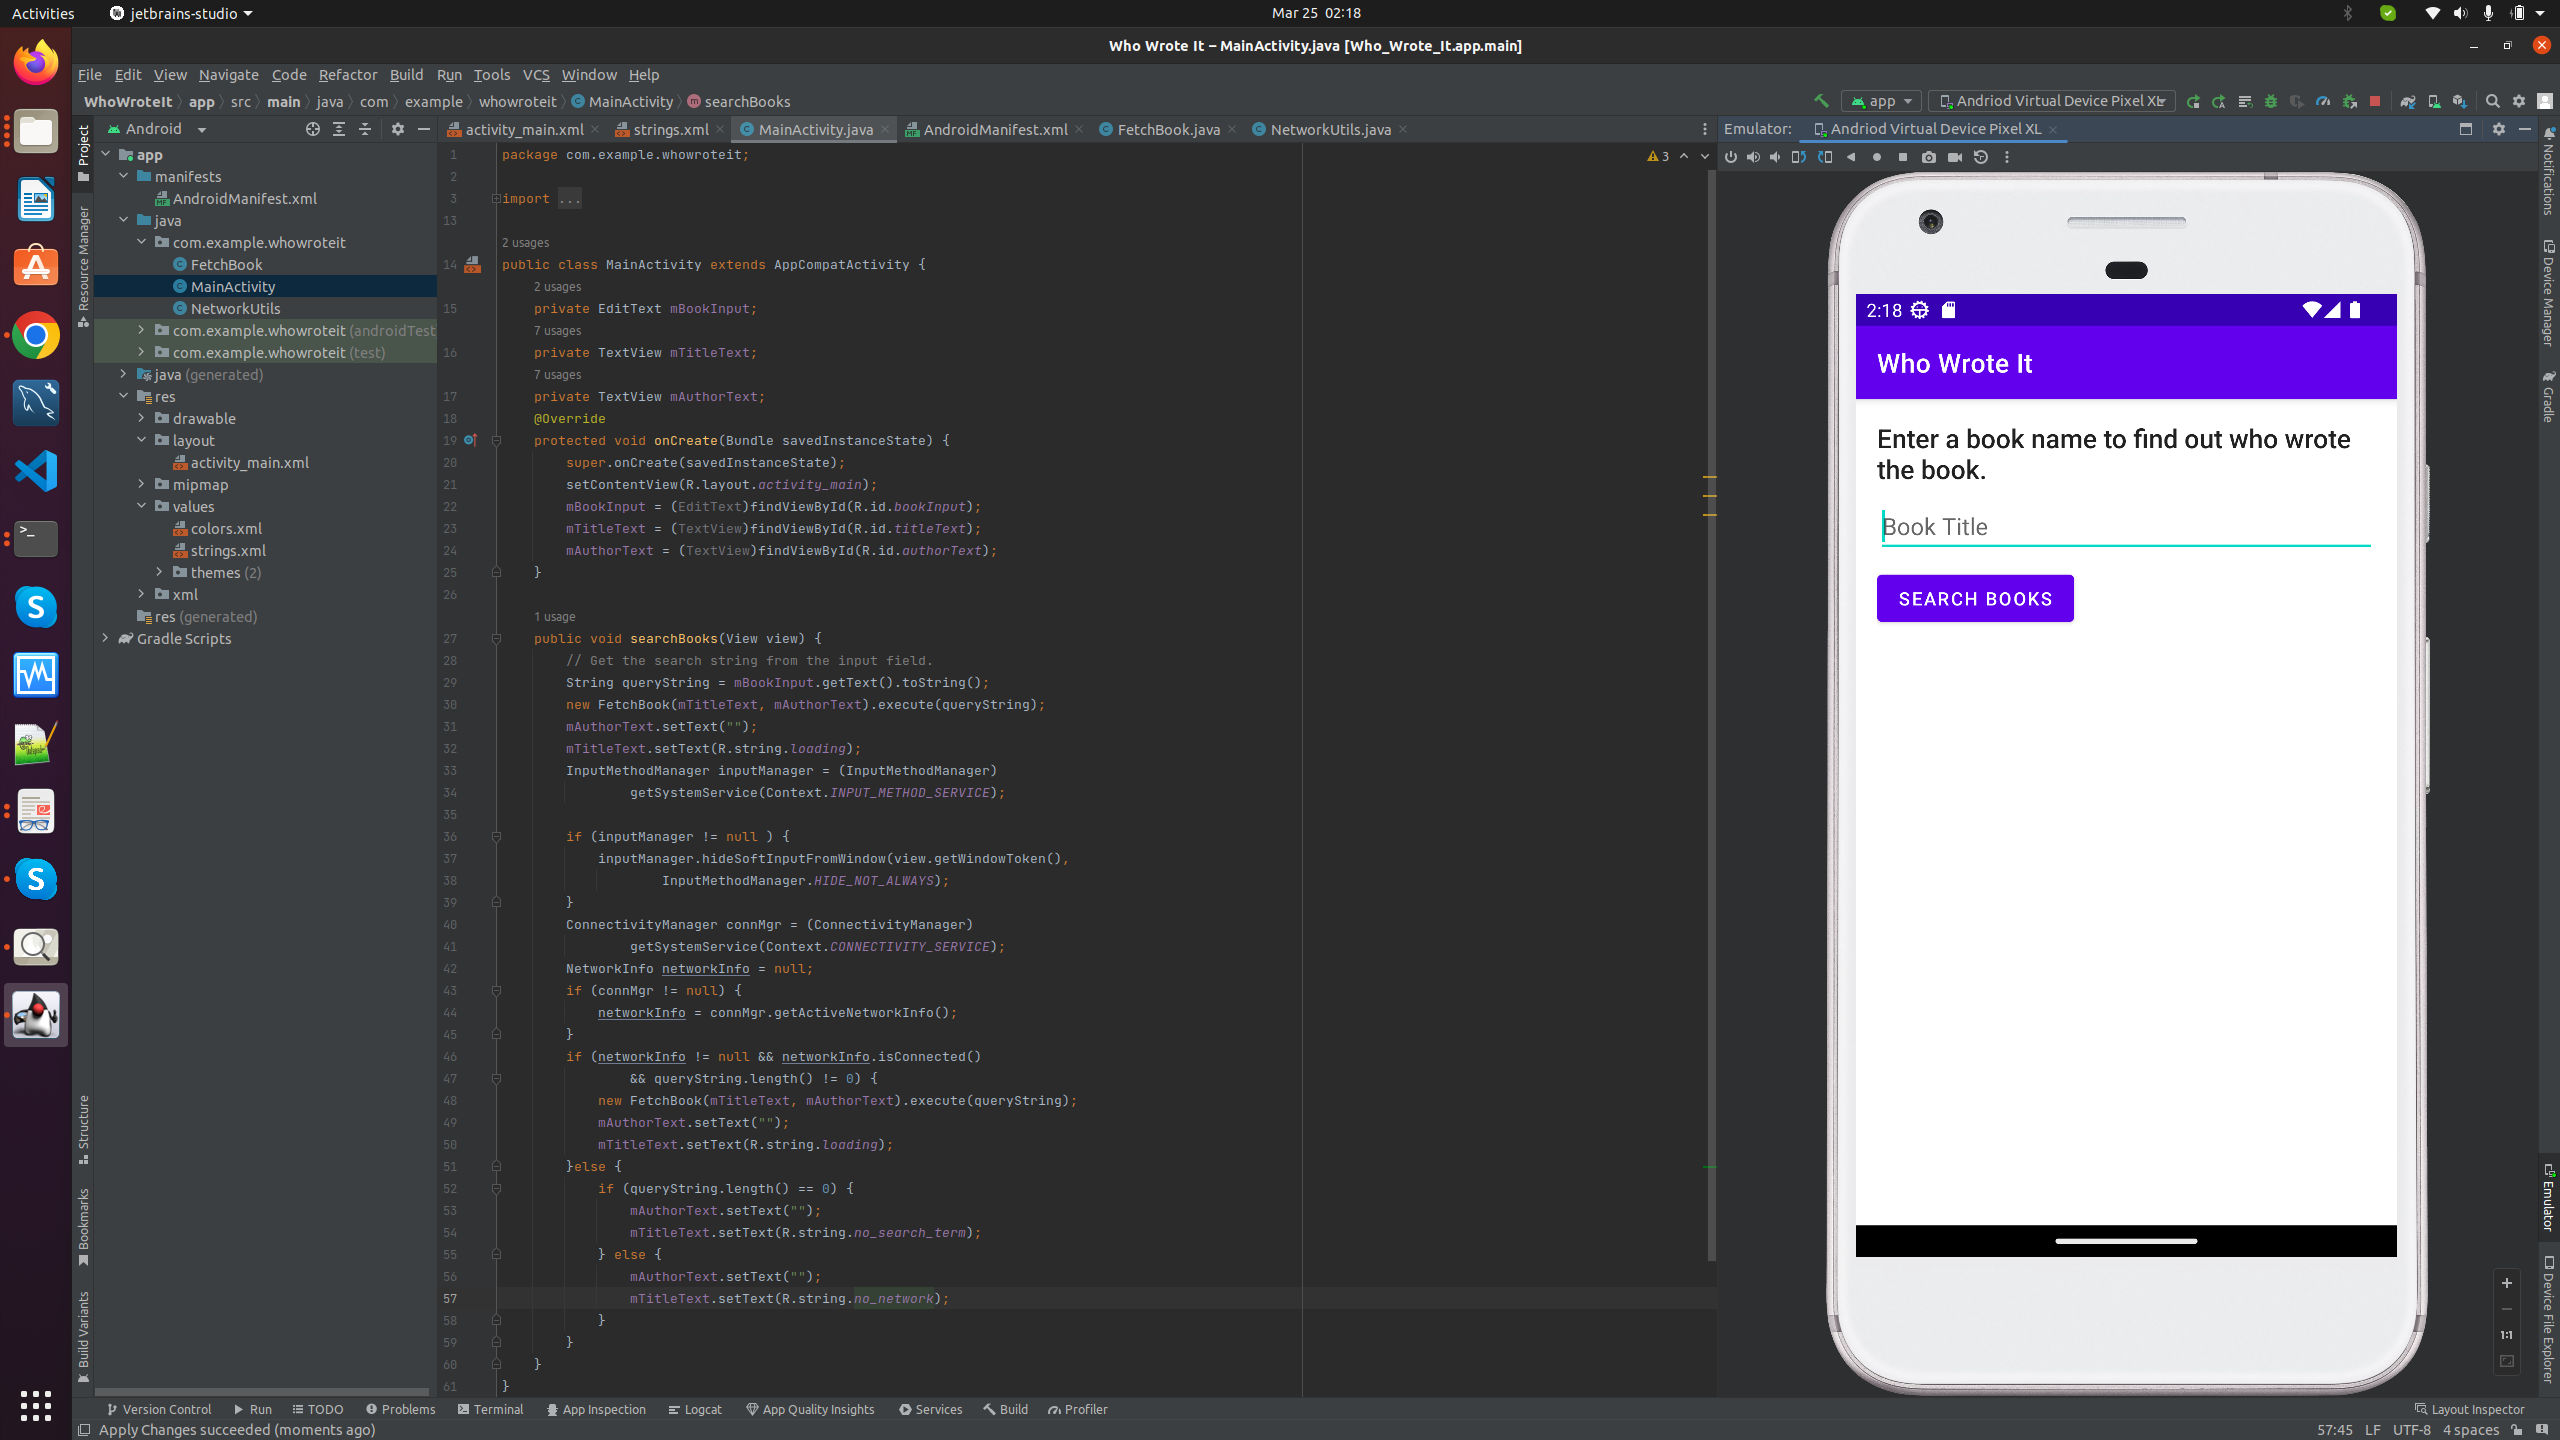 Activities
jetbrains-studio
Mar 25 02:18
Who Wrote It – MainActivity.java [Who_Wrote_It.app.main]
File Edit View Navigate Code Refactor Build Run Tools VCS Window Help
WhoWroteIt app src main java com example whowroteit MainActivity searchBooks
app
Andriod Virtual Device Pixel XL
Android
activity_main.xml
strings.xml
MainActivity.java
AndroidManifest.xml
FetchBook.java
NetworkUtils.java
Emulator:
Andriod Virtual Device Pixel XL
Project
Resource Manager
Structure
Bookmarks
Build Variants
app
manifests
AndroidManifest.xml
java
com.example.whowroteit
FetchBook
MainActivity
NetworkUtils
com.example.whowroteit (androidTest
com.example.whowroteit (test)
java (generated)
res
drawable
layout
activity_main.xml
mipmap
values
colors.xml
strings.xml
themes (2)
xml
res (generated)
Gradle Scripts
3
1 package com.example.whowroteit;
2
3 import ...
13
2 usages
14 public class MainActivity extends AppCompatActivity {
2 usages
15 private EditText mBookInput;
7 usages
16 private TextView mTitleText;
7 usages
17 private TextView mAuthorText;
18 @Override
19 protected void onCreate(Bundle savedInstanceState) {
20 super.onCreate(savedInstanceState);
21 setContentView(R.layout.activity_main);
22 mBookInput = (EditText)findViewById(R.id.bookInput);
23 mTitleText = (TextView)findViewById(R.id.titleText);
24 mAuthorText = (TextView)findViewById(R.id.authorText);
25 }
26
1 usage
27 public void searchBooks(View view) {
28 // Get the search string from the input field.
29 String queryString = mBookInput.getText().toString();
30 new FetchBook(mTitleText, mAuthorText).execute(queryString);
31 mAuthorText.setText("");
32 mTitleText.setText(R.string.loading);
33 InputMethodManager inputManager = (InputMethodManager)
34 getSystemService(Context.INPUT_METHOD_SERVICE);
35
36 if (inputManager != null ) {
37 inputManager.hideSoftInputFromWindow(view.getWindowToken(),
38 InputMethodManager.HIDE_NOT_ALWAYS);
39 }
40 ConnectivityManager connMgr = (ConnectivityManager)
41 getSystemService(Context.CONNECTIVITY_SERVICE);
42 NetworkInfo networkInfo = null;
43 if (connMgr != null) {
44 networkInfo = connMgr.getActiveNetworkInfo();
45 }
46 if (networkInfo != null && networkInfo.isConnected()
47 && queryString.length() != 0) {
48 new FetchBook(mTitleText, mAuthorText).execute(queryString);
49 mAuthorText.setText("");
50 mTitleText.setText(R.string.loading);
51 }else {
52 if (queryString.length() == 0) {
53 mAuthorText.setText("");
54 mTitleText.setText(R.string.no_search_term);
55 } else {
56 mAuthorText.setText("");
57 mTitleText.setText(R.string.no_network);
58 }
59 }
60 }
61 }
2:18
Who Wrote It
Enter a book name to find out who wrote
the book.
Book Title
SEARCH BOOKS
1:1
Notifications
Device Manager
Gradle
Emulator
Device File Explorer
Version Control Run TODO Problems Terminal App Inspection Logcat App Quality Insights Services Build Profiler
Layout Inspector
Apply Changes succeeded (moments ago)
57:45 LF UTF-8 4 spaces